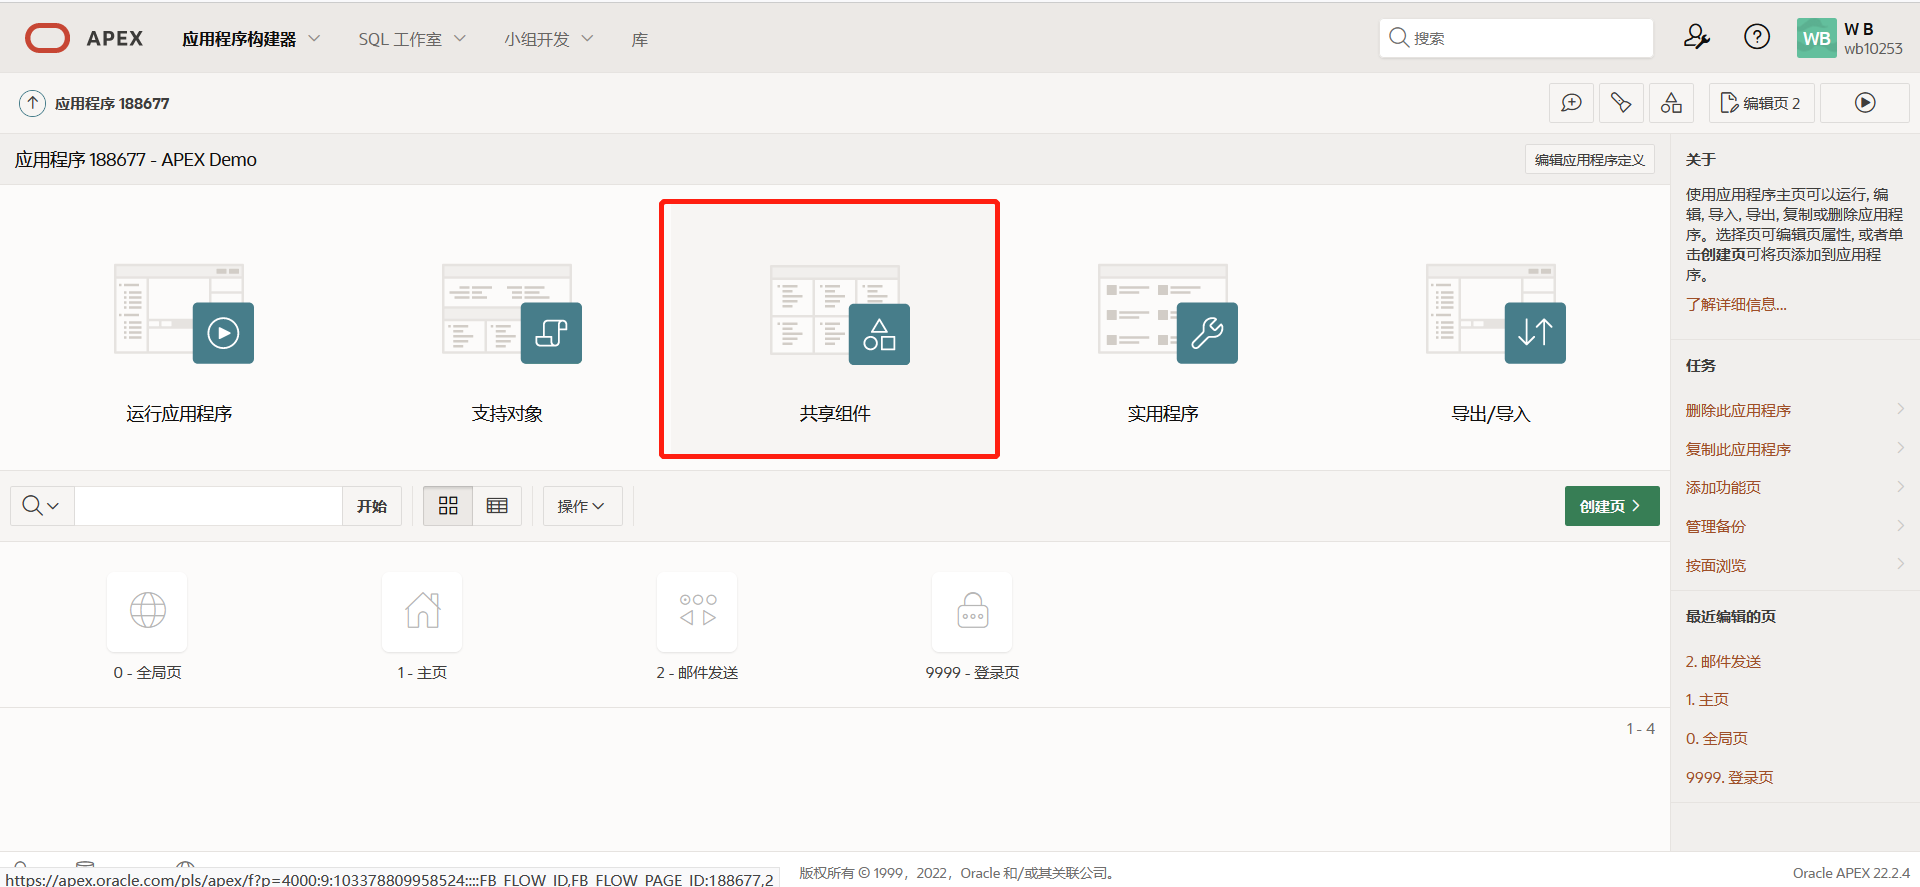 APEX
应用程序构建器
SQL 工作室
小组开发
库
搜索
WB
W B
wb10253
应用程序 188677
编辑页 2
应用程序 188677 - APEX Demo
编辑应用程序定义
运行应用程序
支持对象
共享组件
实用程序
导出/导入
开始
操作
创建页
0 - 全局页
1 - 主页
2 - 邮件发送
9999 - 登录页
1 - 4
关于
使用应用程序主页可以运行, 编
辑, 导入, 导出, 复制或删除应用程
序。选择页可编辑页属性, 或者单
击创建页可将页添加到应用程
序。
了解详细信息...
任务
删除此应用程序
复制此应用程序
添加功能页
管理备份
按面浏览
最近编辑的页
2. 邮件发送
1. 主页
0. 全局页
9999. 登录页
https://apex.oracle.com/pls/apex/f?p=4000:9:103378809958524::::FB_FLOW_ID,FB_FLOW_PAGE_ID:188677,2
版权所有 © 1999，2022，Oracle 和/或其关联公司。
Oracle APEX 22.2.4